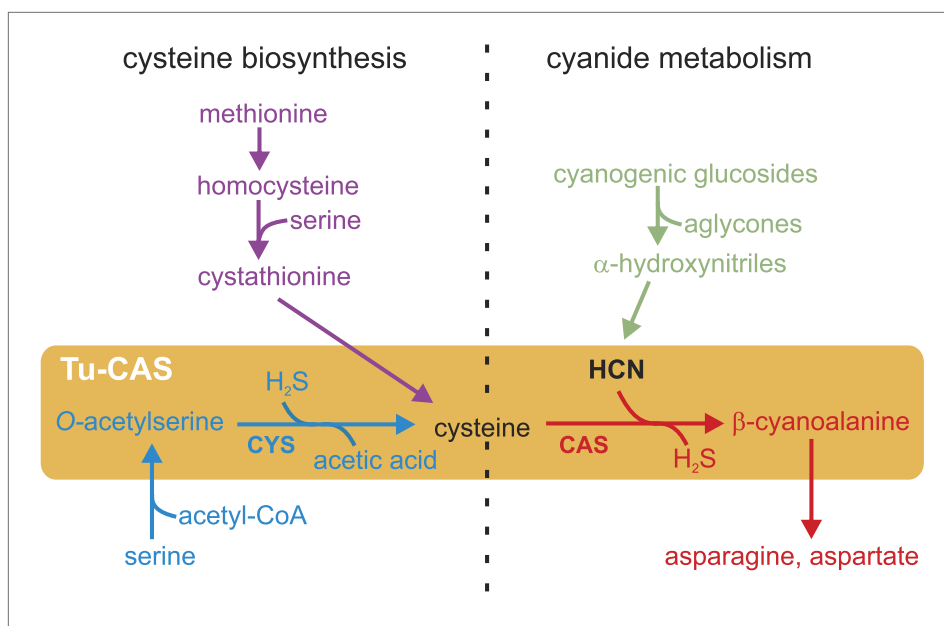 cysteine biosynthesis
cyanide metabolism
methionine
homocysteine
serine
cystathionine
cyanogenic glucosides
aglycones
α-hydroxynitriles
Tu-CAS
HCN
H₂S
O-acetylserine
CYS
acetic acid
cysteine
CAS
H₂S
β-cyanoalanine
acetyl-CoA
serine
asparagine, aspartate